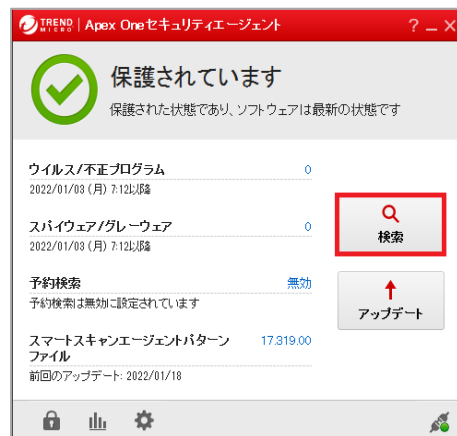 TREND MICRO Apex Oneセキュリティエージェント
保護されています
保護された状態であり、ソフトウェアは最新の状態です
ウイルス/不正プログラム 0
2022/01/03 (月) 7:12以降
スパイウェア/グレーウェア 0
2022/01/03 (月) 7:12以降
検索
予約検索 無効
予約検索は無効に設定されています
アップデート
スマートスキャンエージェントパターン 17.319.00
ファイル
前回のアップデート: 2022/01/18